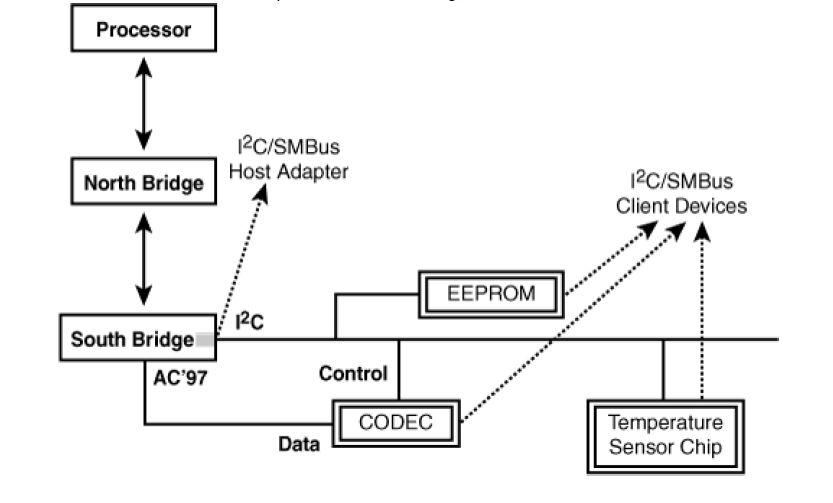 Processor
I²C/SMBus
Host Adapter
North Bridge
I²C/SMBus
Client Devices
EEPROM
I²C
South Bridge
Control
AC’97
CODEC
Temperature
Sensor Chip
Data